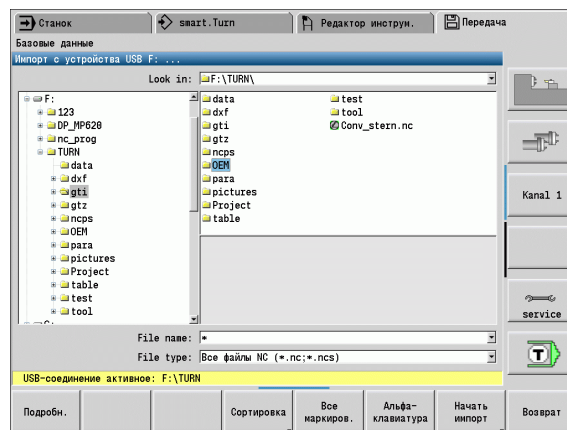 Станок smart.Turn Редактор инструм. Передача
Базовые данные
Импорт с устройства USB F: ...
Look in: F:\TURN\
F:
123
DP_MP620
nc_prog
TURN
data
dxf
gti
gtz
ncps
OEM
para
pictures
Project
table
test
tool
data
dxf
gti
gtz
ncps
OEM
para
pictures
Project
table
test
tool
Conv_stern.nc
File name: *
File type: Все файлы NC (*.nc;*.ncs)
USB-соединение активное: F:\TURN
Kanal 1
service
T
Подробн. Сортировка Все маркиров. Альфа-клавиатура Начать импорт Возврат